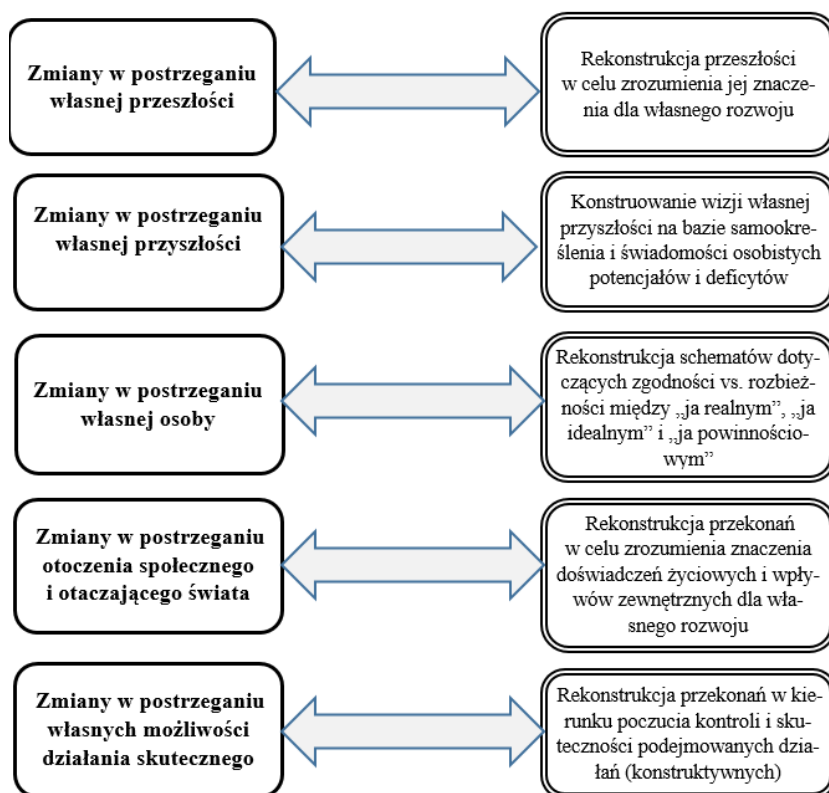 Zmiany w postrzeganiu
własnej przeszłości
Rekonstrukcja przeszłości
w celu zrozumienia jej znacze-
nia dla własnego rozwoju
Zmiany w postrzeganiu
własnej przyszłości
Konstruowanie wizji własnej
przyszłości na bazie samookre-
ślenia i świadomości osobistych
potencjałów i deficytów
Zmiany w postrzeganiu
własnej osoby
Rekonstrukcja schematów doty-
czących zgodności vs. rozbież-
ności między „ja realnym”, „ja
idealnym” i „ja powinnościo-
wym”
Zmiany w postrzeganiu
otoczenia społecznego
i otaczającego świata
Rekonstrukcja przekonań
w celu zrozumienia znaczenia
doświadczeń życiowych i wpły-
wów zewnętrznych dla wła-
snego rozwoju
Zmiany w postrzeganiu
własnych możliwości
działania skutecznego
Rekonstrukcja przekonań w kie-
runku poczucia kontroli i sku-
teczności podejmowanych dzia-
łań (konstruktywnych)